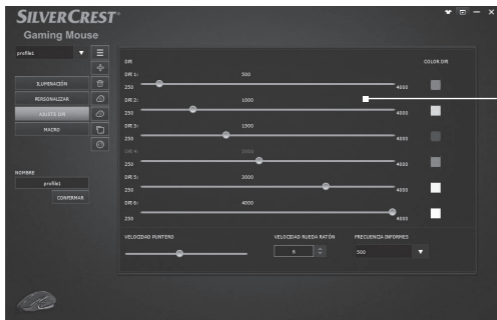 SILVERCREST®
Gaming Mouse
profile1
ILUMINACIÓN
PERSONALIZAR
AJUSTE DPI
MACRO
NOMBRE
profile1
CONFIRMAR
DPI
COLOR DPI
DPI 1:
500
250
4000
DPI 2:
1000
250
4000
DPI 3:
1500
250
4000
DPI 4:
250
4000
DPI 5:
3000
250
4000
DPI 6:
4000
250
4000
VELOCIDAD PUNTERO
VELOCIDAD RUEDA RATÓN
6
FRECUENCIA INFORMES
500